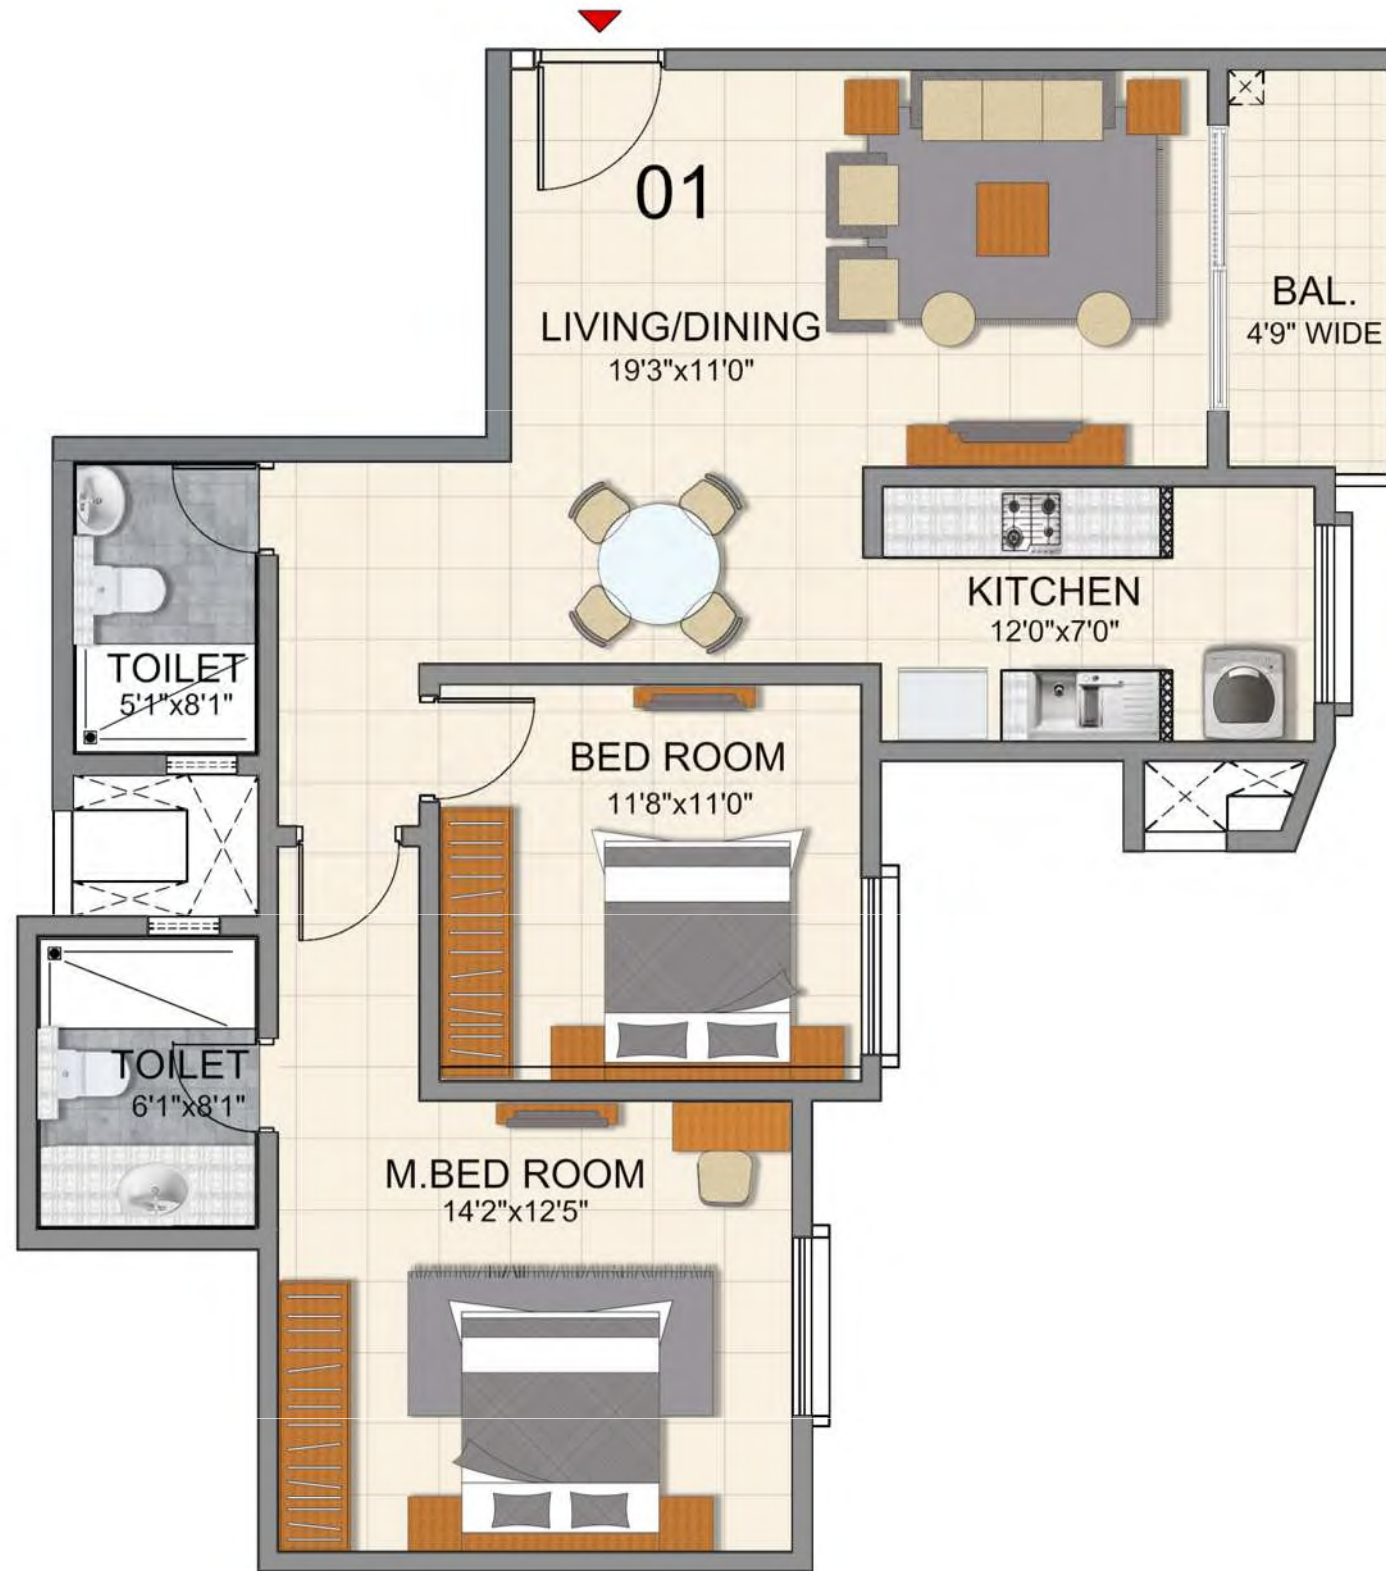 01
LIVING/DINING
19'3"x11'0"
BAL.
4'9" WIDE
KITCHEN
12'0"x7'0"
TOILET
5'1"x8'1"
BED ROOM
11'8"x11'0"
TOILET
6'1"x8'1"
M.BED ROOM
14'2"x12'5"